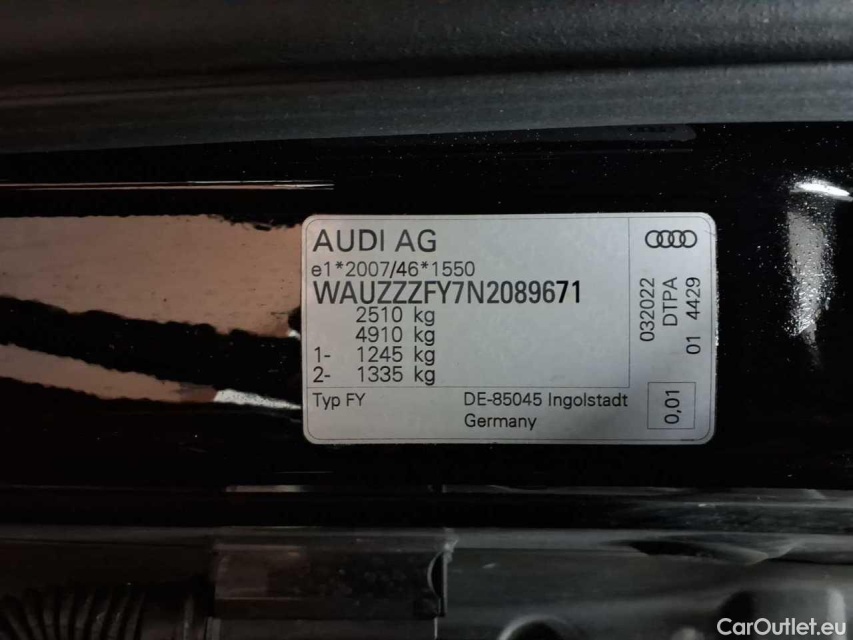 AUDI AG
e1*2007/46*1550
WAUZZZFY7N2089671
2510 kg
4910 kg
1- 1245 kg
2- 1335 kg
Typ FY
DE-85045 Ingolstadt
Germany
032022
DTPA
01 4429
0,01
CarOutlet.eu